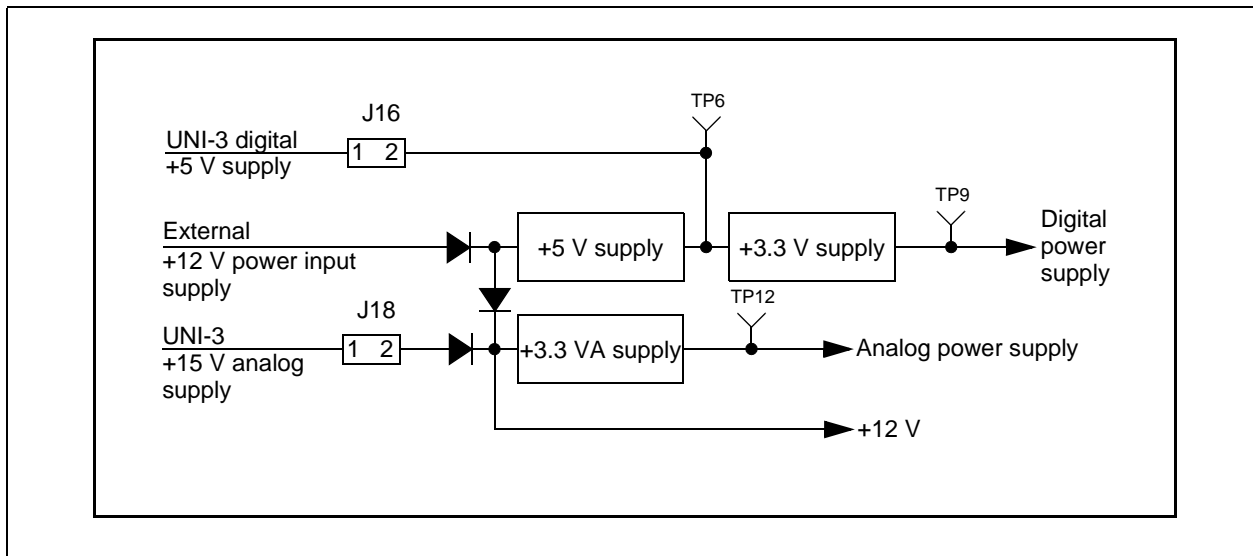 TP6
J16
UNI-3 digital
1 2
+5 V supply
TP9
External
+12 V power input
supply
+5 V supply
+3.3 V supply
Digital
power
supply
J18
TP12
UNI-3
1 2
+15 V analog
supply
+3.3 VA supply
Analog power supply
+12 V